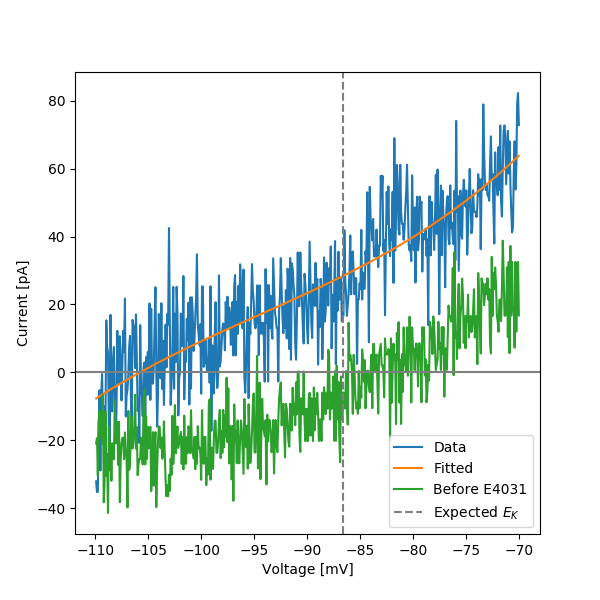 80
60
40
20
0
−20
−40
Current [pA]
Data
Fitted
Before E4031
Expected E_K
−110
−105
−100
−95
−90
−85
−80
−75
−70
Voltage [mV]